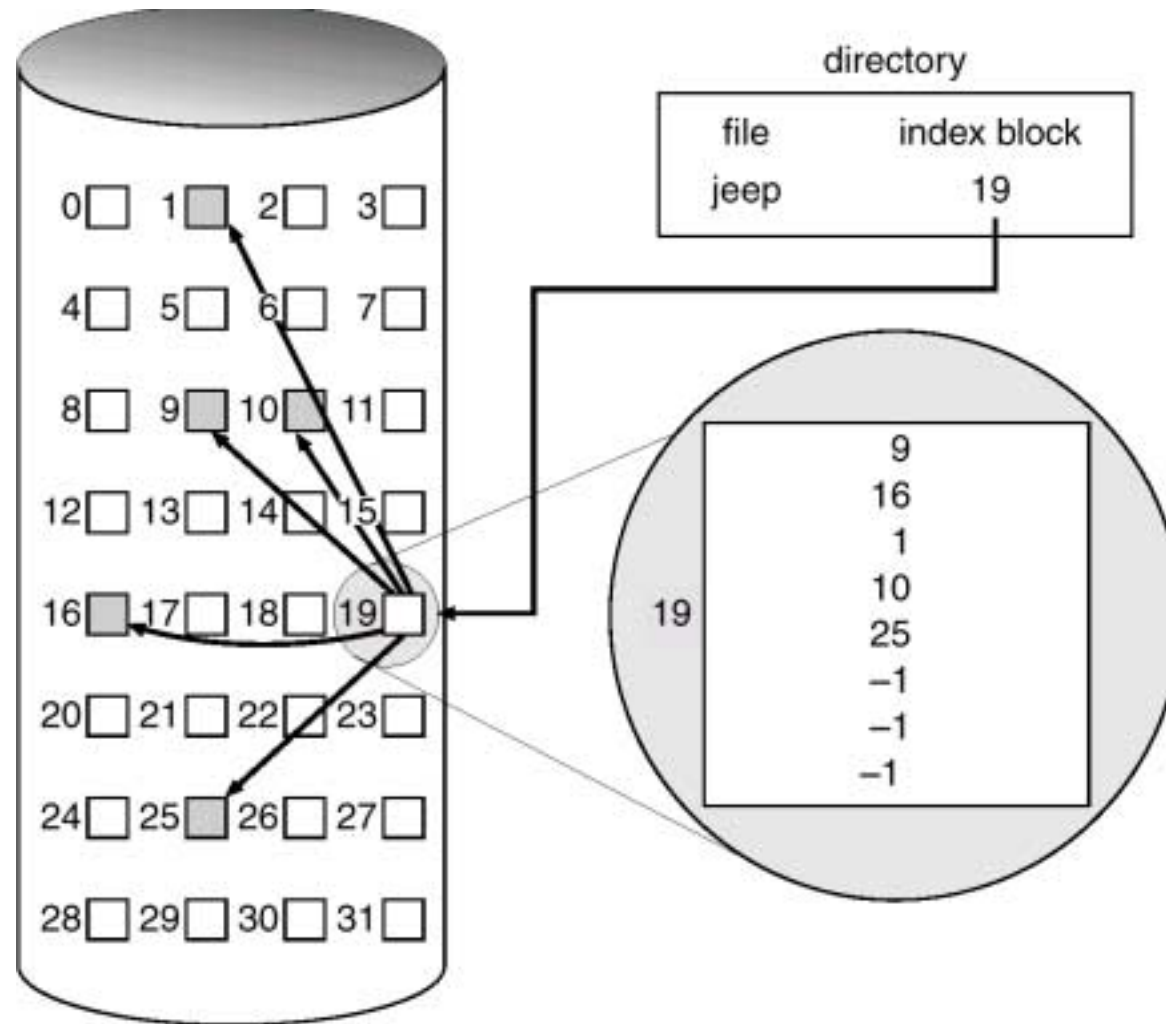 directory
file index block
jeep 19
0 1 2 3
4 5 6 7
8 9 10 11
12 13 14 15
16 17 18 19
20 21 22 23
24 25 26 27
28 29 30 31
19
9
16
1
10
25
–1
–1
–1